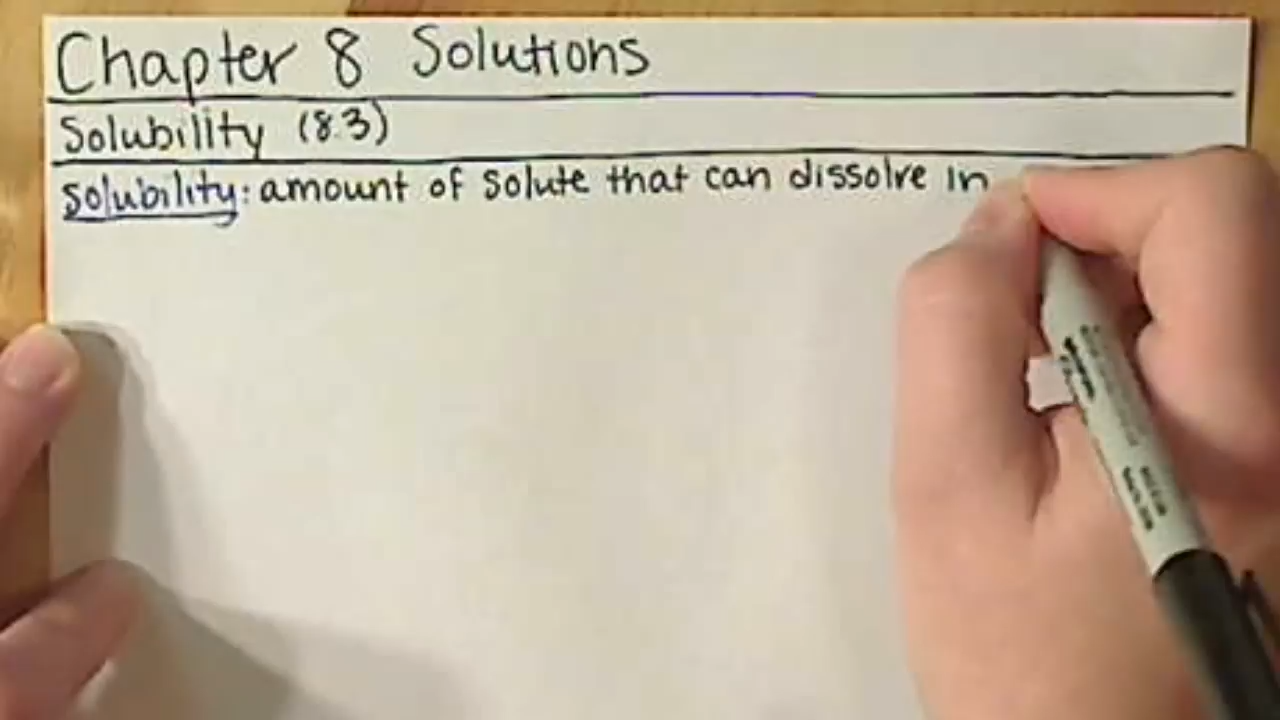 Chapter 8 Solutions
Solubility (8.3)
solubility: amount of solute that can dissolve in